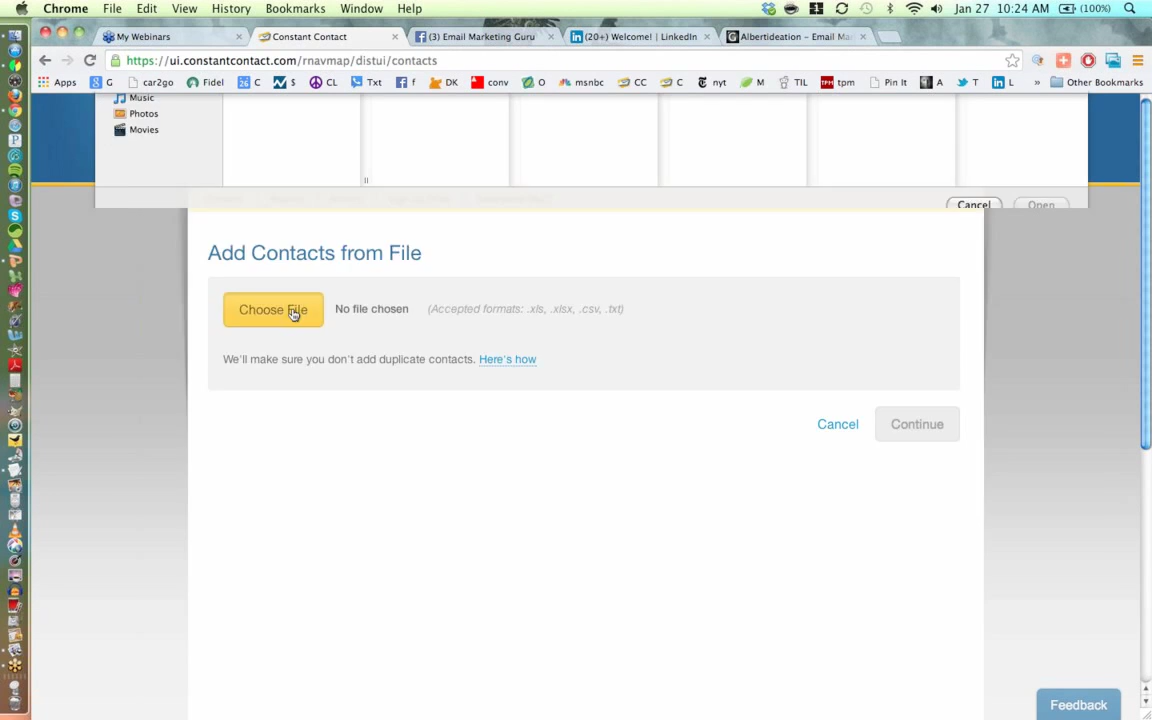 Chrome File Edit View History Bookmarks Window Help Jan 27 10:24 AM (100%)
My Webinars Constant Contact (3) Email Marketing Guru (20+) Welcome! | LinkedIn Albertideation – Email Ma
https://ui.constantcontact.com/rnavmap/distui/contacts
Apps G car2go Fidel C $ CL Txt f DK conv O msnbc CC C nyt M TIL tpm Pin It A T L » Other Bookmarks
Music
Photos
Movies
Cancel Open
Add Contacts from File
Choose File No file chosen (Accepted formats: .xls, .xlsx, .csv, .txt)
We'll make sure you don't add duplicate contacts. Here's how
Cancel Continue
Feedback